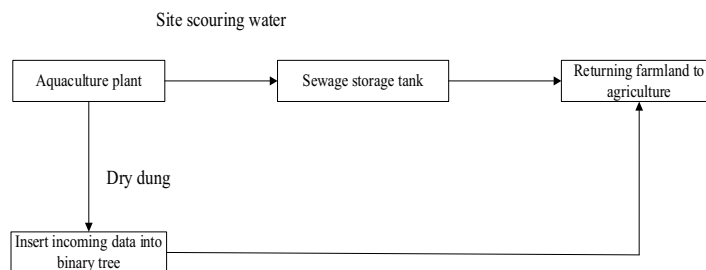 Site scouring water
Aquaculture plant
Sewage storage tank
Returning farmland to
agriculture
Dry dung
Insert incoming data into
binary tree